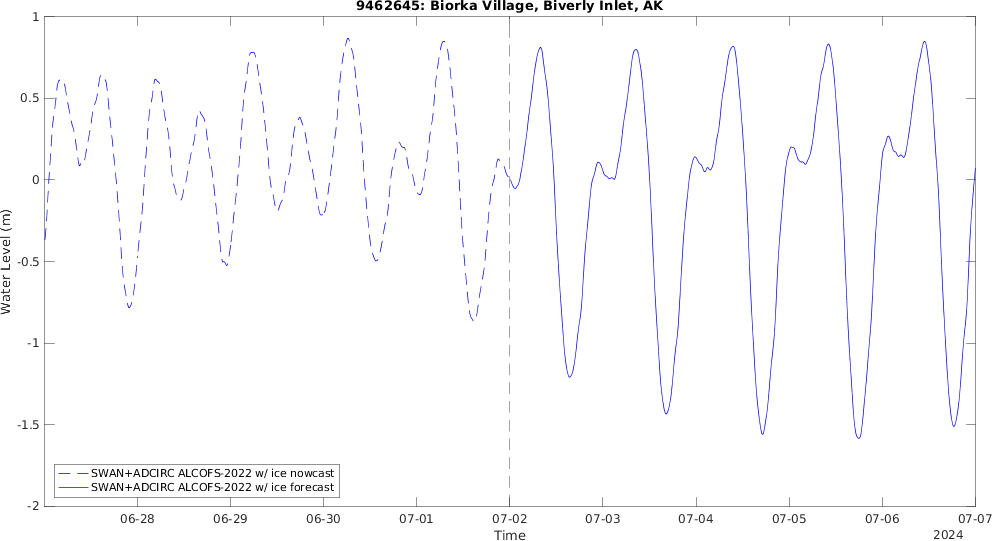 9462645: Biorka Village, Biverly Inlet, AK
1
0.5
0
-0.5
-1
-1.5
-2
Water Level (m)
SWAN+ADCIRC ALCOFS-2022 w/ ice nowcast
SWAN+ADCIRC ALCOFS-2022 w/ ice forecast
06-28 06-29 06-30 07-01 07-02 07-03 07-04 07-05 07-06 07-07
Time
2024